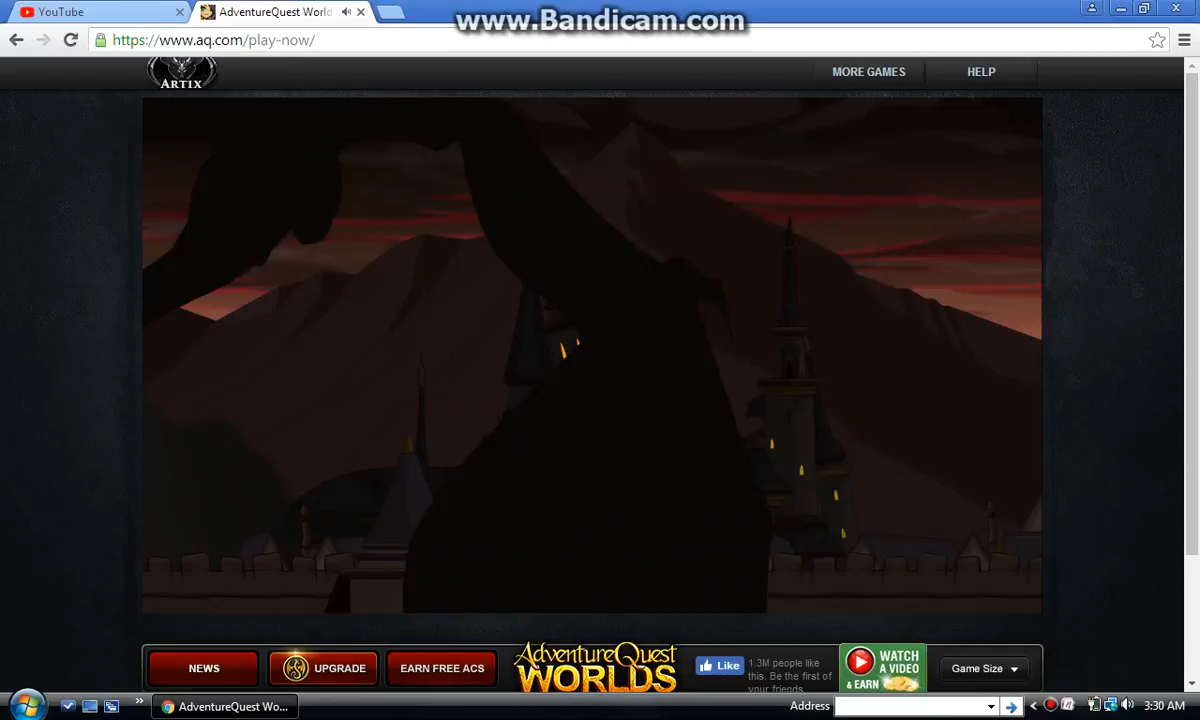 www.Bandicam.com
YouTube
AdventureQuest Worl
https://www.aq.com/play-now/
ARTIX
MORE GAMES
HELP
NEWS
UPGRADE
EARN FREE ACS
AdventureQuest
WORLDS
Like
1.3M people like
this. Be the first of
your friends.
WATCH
A VIDEO
& EARN
Game Size
AdventureQuest Wo...
Address
3:30 AM